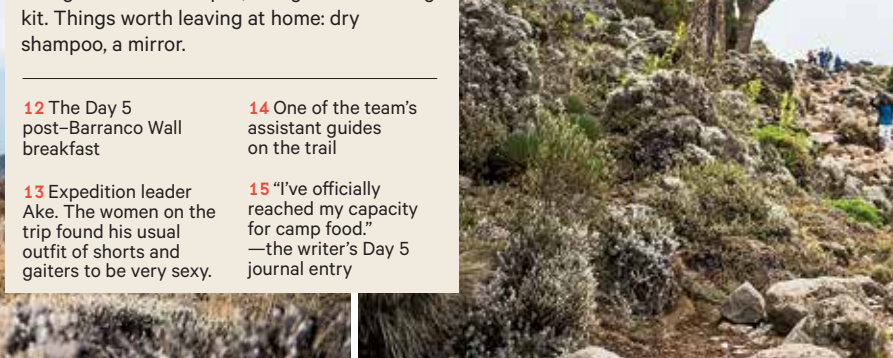 kit. Things worth leaving at home: dry
shampoo, a mirror.
12 The Day 5
post–Barranco Wall
breakfast
13 Expedition leader
Ake. The women on the
trip found his usual
outfit of shorts and
gaiters to be very sexy.
14 One of the team’s
assistant guides
on the trail
15 “I’ve officially
reached my capacity
for camp food.”
—the writer’s Day 5
journal entry